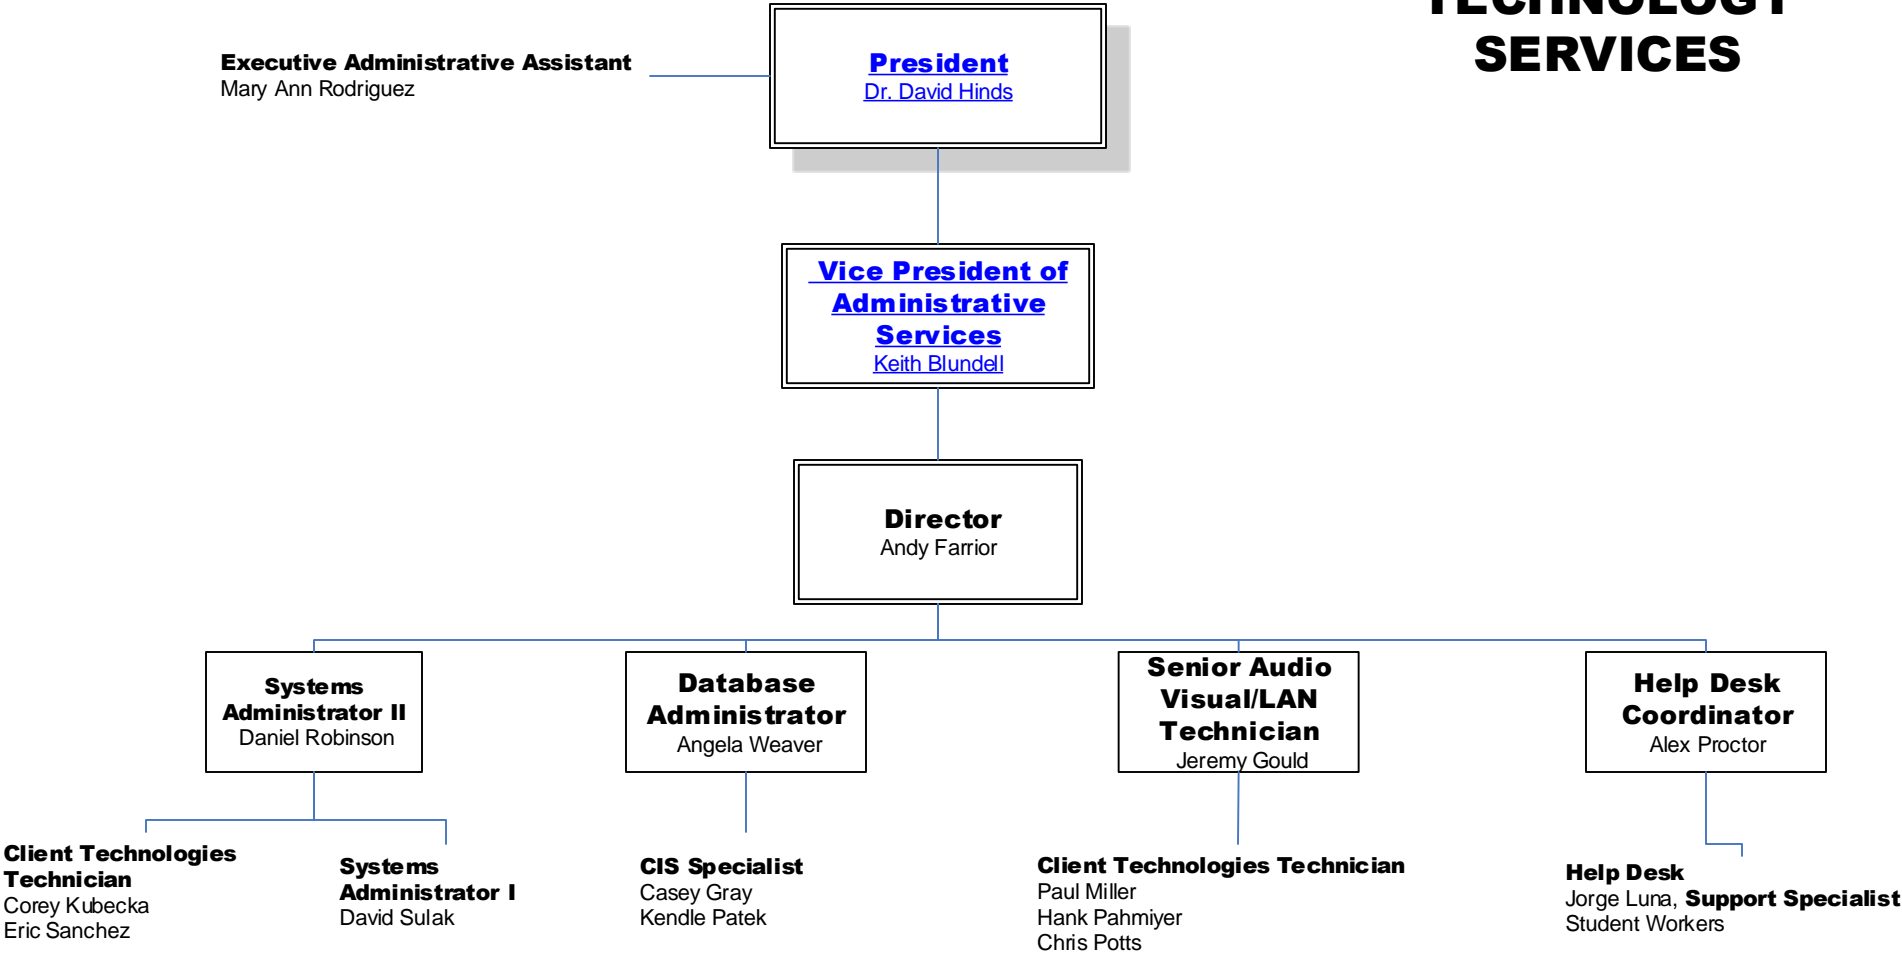 TECHNOLOGY
SERVICES
Executive Administrative Assistant
Mary Ann Rodriguez
President
Dr. David Hinds
Vice President of
Administrative
Services
Keith Blundell
Director
Andy Farrior
Systems
Administrator II
Daniel Robinson
Database
Administrator
Angela Weaver
Senior Audio
Visual/LAN
Technician
Jeremy Gould
Help Desk
Coordinator
Alex Proctor
Client Technologies
Technician
Corey Kubecka
Eric Sanchez
Systems
Administrator I
David Sulak
CIS Specialist
Casey Gray
Kendle Patek
Client Technologies Technician
Paul Miller
Hank Pahmiyer
Chris Potts
Help Desk
Jorge Luna, Support Specialist
Student Workers